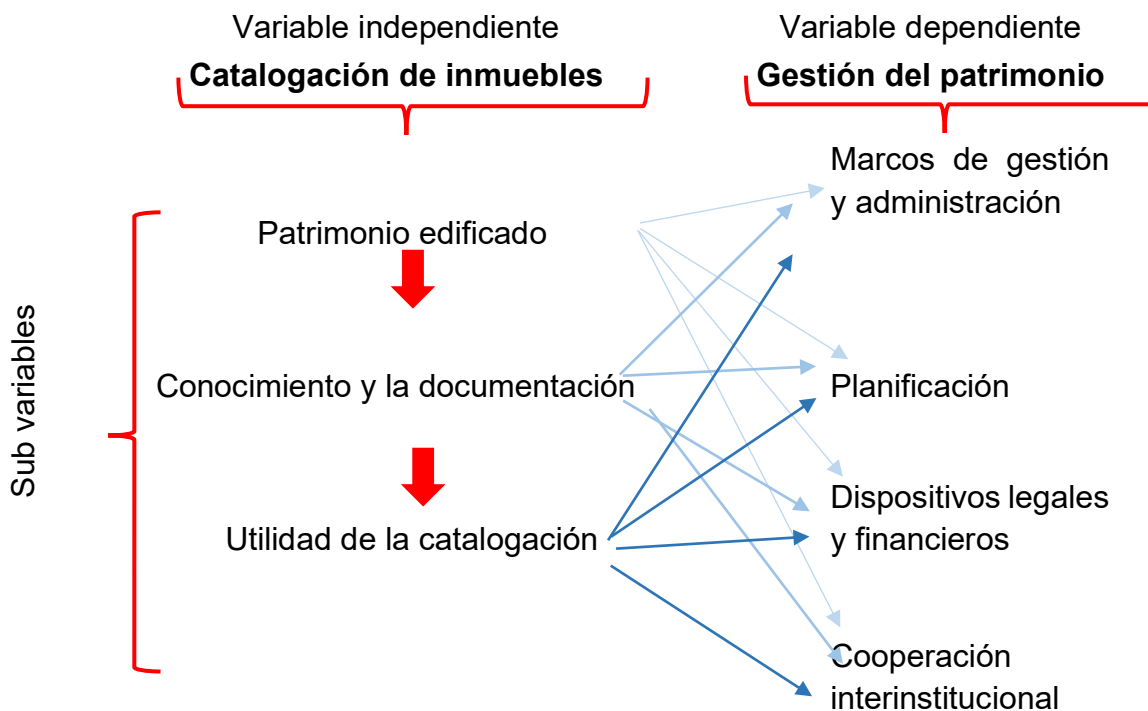 Variable independiente
Catalogación de inmuebles
Variable dependiente
Gestión del patrimonio
Sub variables
Patrimonio edificado
Conocimiento y la documentación
Utilidad de la catalogación
Marcos de gestión
y administración
Planificación
Dispositivos legales
y financieros
Cooperación
interinstitucional